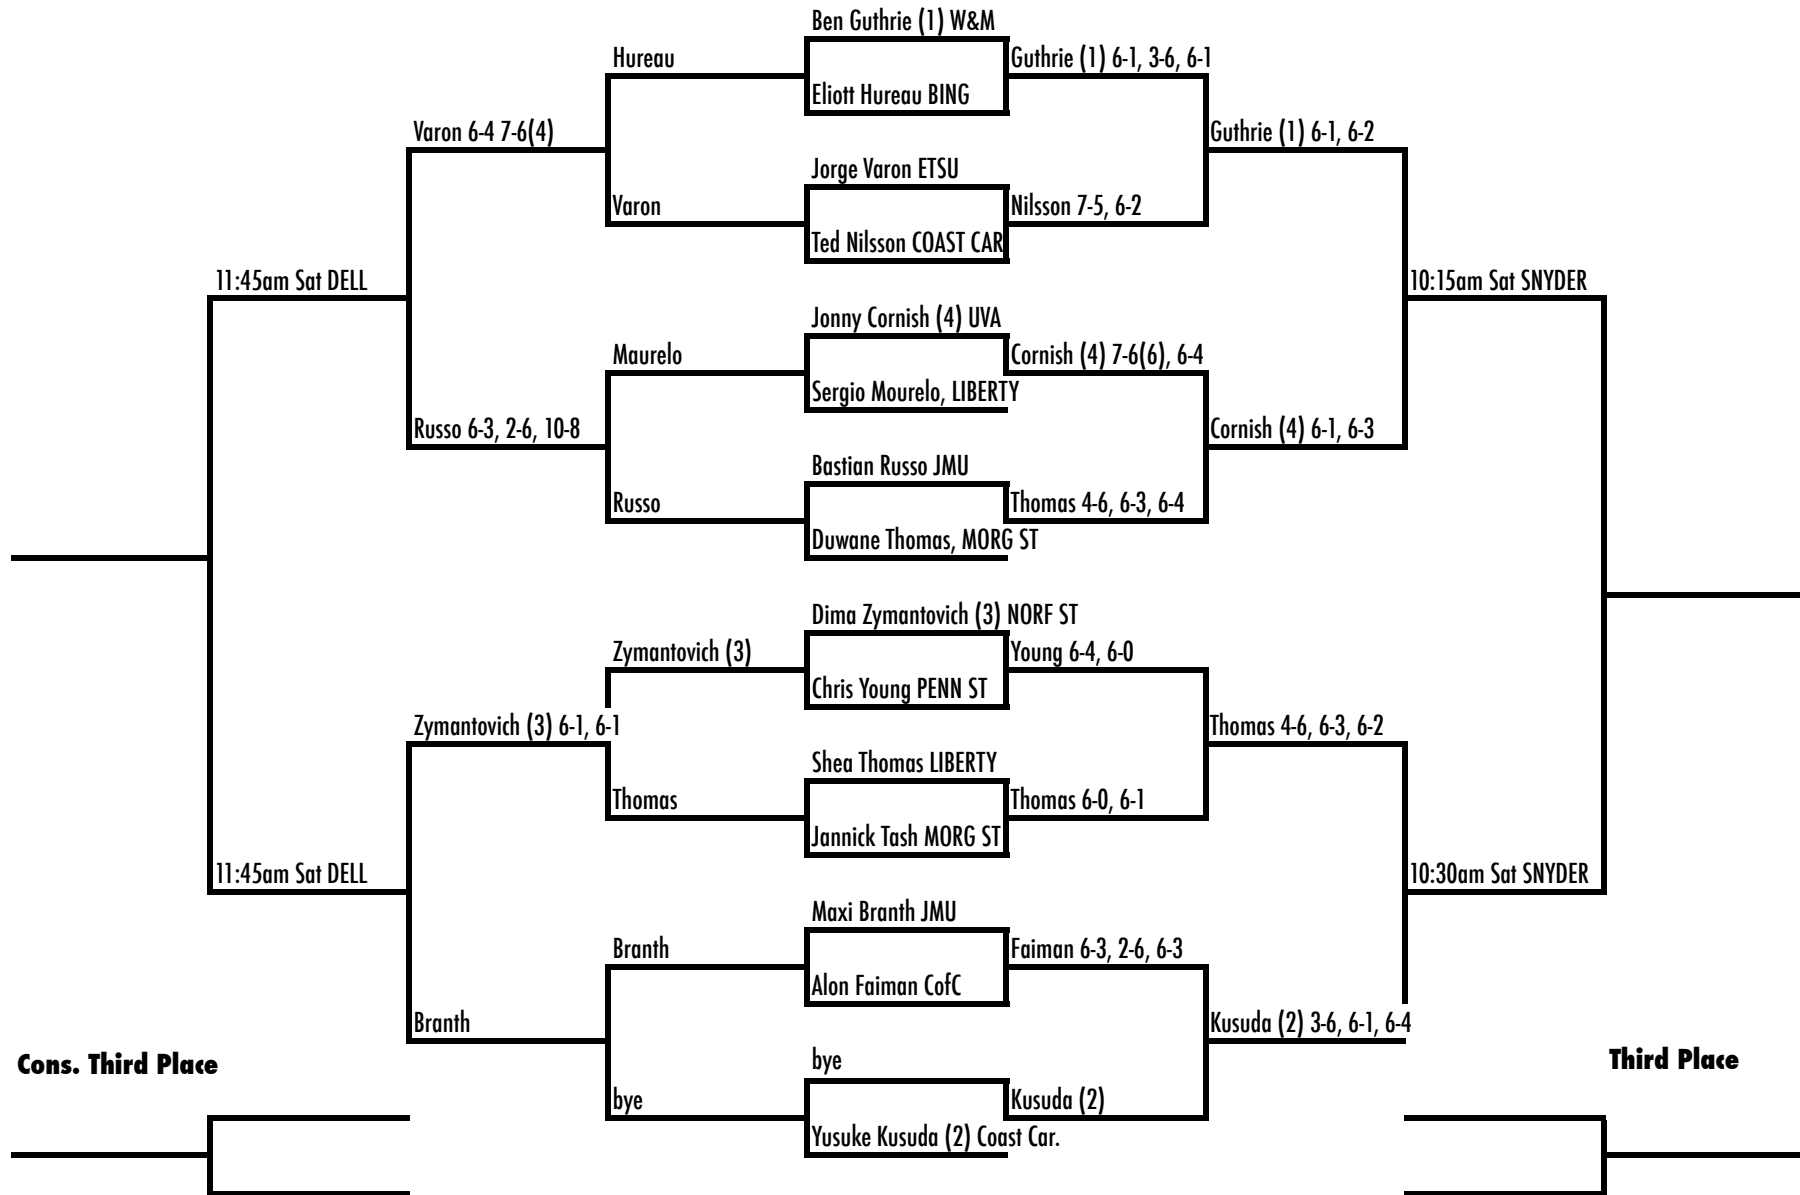 Ben Guthrie (1) W&M
Hureau
Guthrie (1) 6-1, 3-6, 6-1
Eliott Hureau BING
Varon 6-4 7-6(4)
Guthrie (1) 6-1, 6-2
Jorge Varon ETSU
Varon
Nilsson 7-5, 6-2
Ted Nilsson COAST CAR
11:45am Sat DELL
10:15am Sat SNYDER
Jonny Cornish (4) UVA
Maurelo
Cornish (4) 7-6(6), 6-4
Sergio Mourelo, LIBERTY
Russo 6-3, 2-6, 10-8
Cornish (4) 6-1, 6-3
Bastian Russo JMU
Russo
Thomas 4-6, 6-3, 6-4
Duwane Thomas, MORG ST
Dima Zymantovich (3) NORF ST
Zymantovich (3)
Young 6-4, 6-0
Chris Young PENN ST
Zymantovich (3) 6-1, 6-1
Thomas 4-6, 6-3, 6-2
Shea Thomas LIBERTY
Thomas
Thomas 6-0, 6-1
Jannick Tash MORG ST
11:45am Sat DELL
10:30am Sat SNYDER
Maxi Branth JMU
Branth
Faiman 6-3, 2-6, 6-3
Alon Faiman CofC
Branth
Kusuda (2) 3-6, 6-1, 6-4
Cons. Third Place
bye
Third Place
bye
Kusuda (2)
Yusuke Kusuda (2) Coast Car.